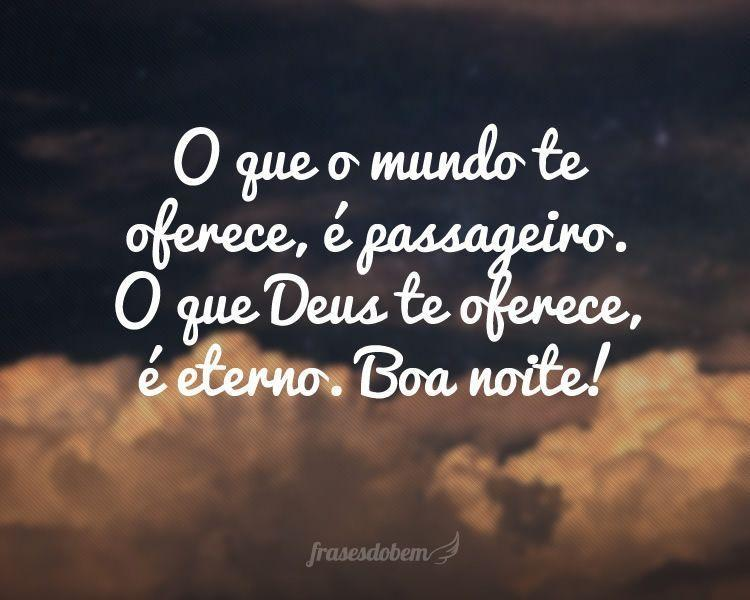 O que o mundo te
oferece, é passageiro.
O que Deus te oferece,
é eterno. Boa noite!
frasesdobem